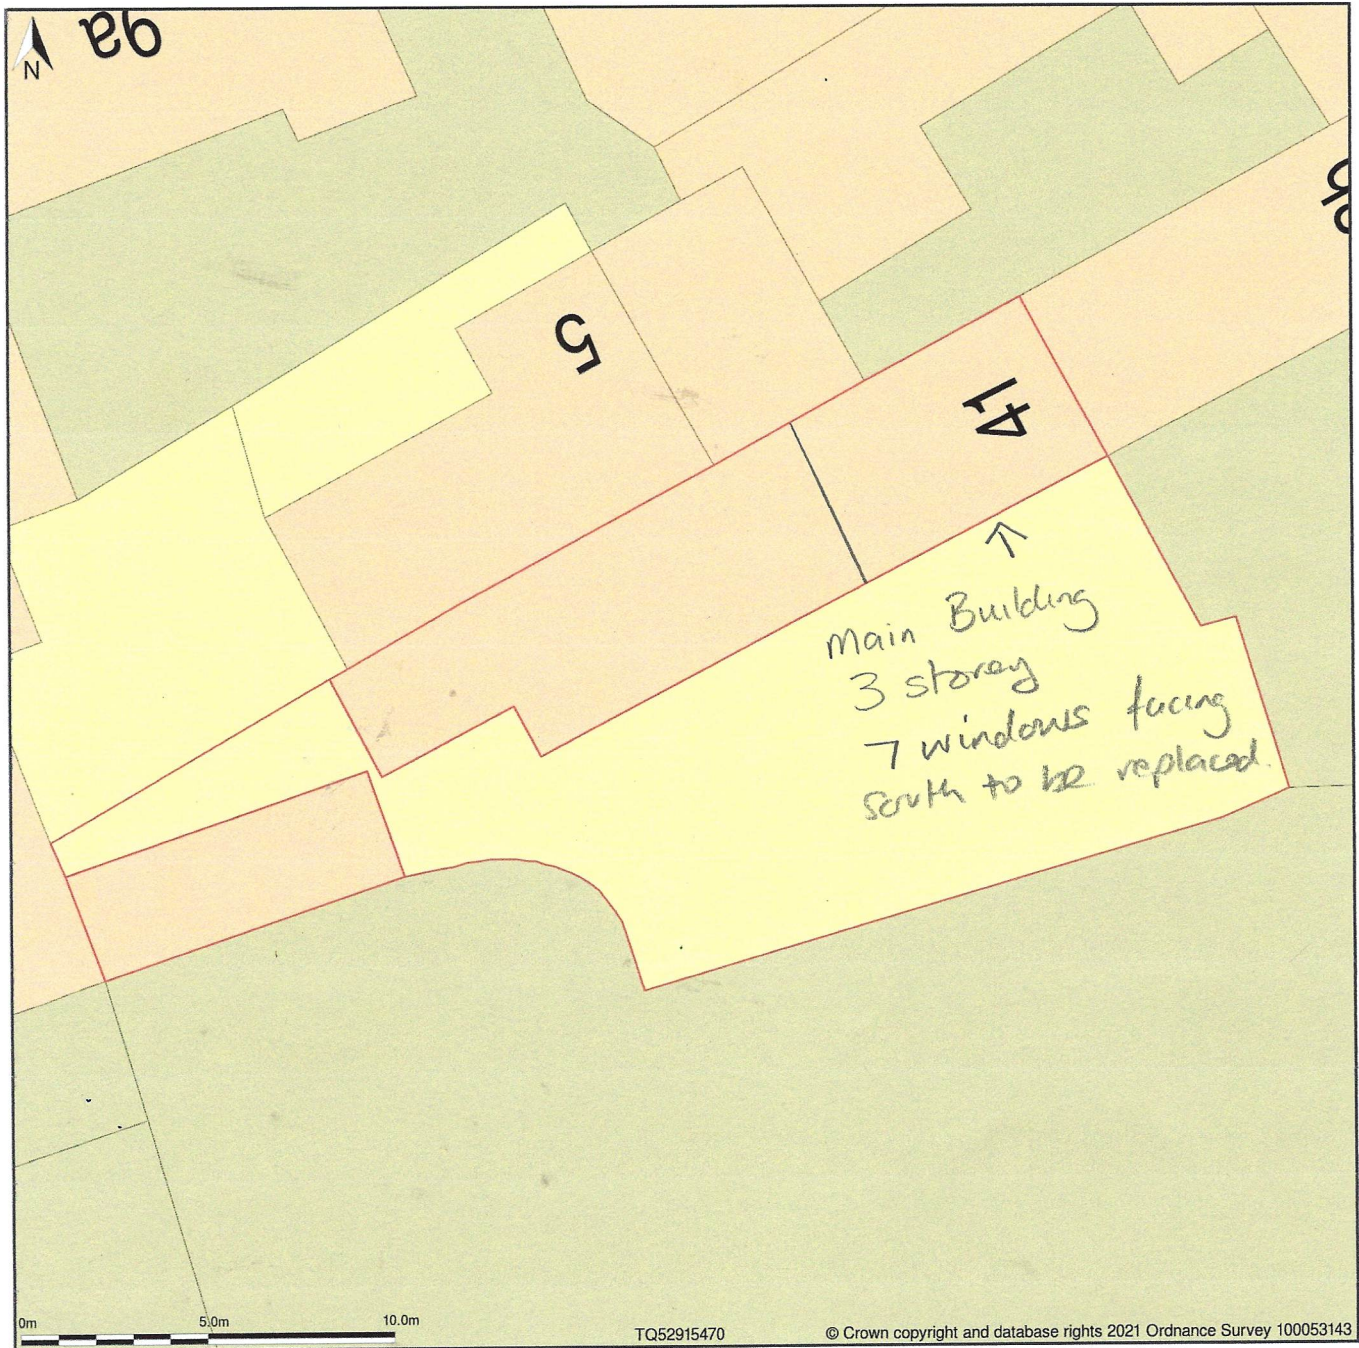 9a
N
5
41
Main Building
3 storey
7 windows facing
south to be replaced.
0m 5.0m 10.0m
TQ52915470
© Crown copyright and database rights 2021 Ordnance Survey 100053143